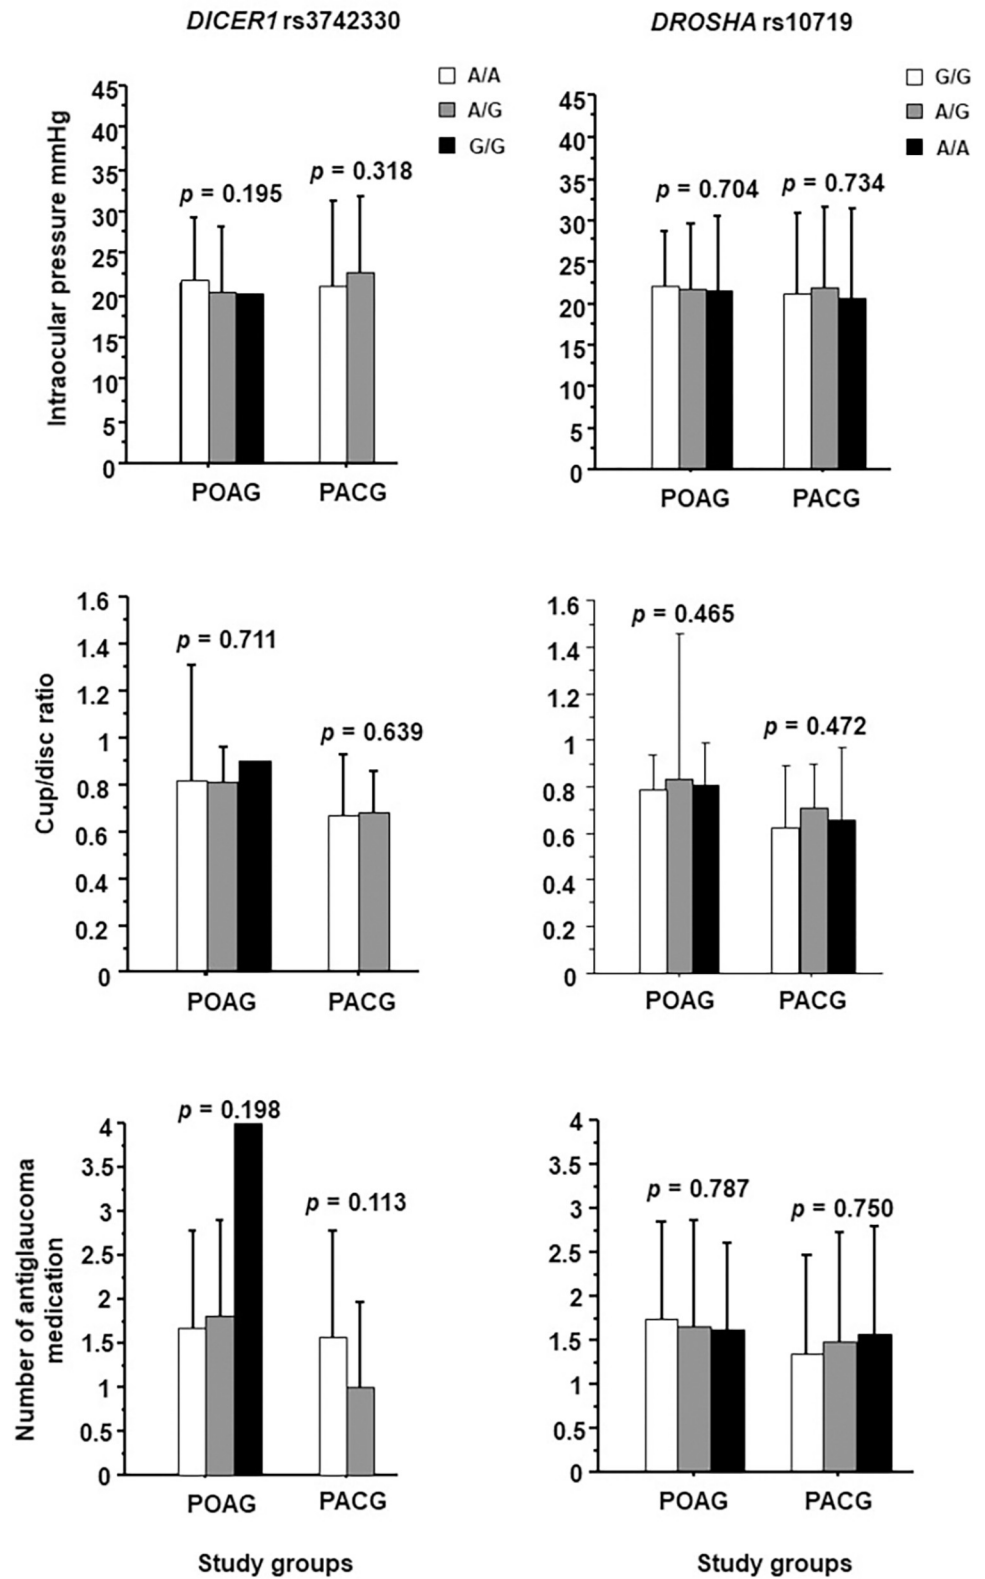 DICER1 rs3742330
DROSHA rs10719
A/A
A/G
G/G
G/G
A/G
A/A
Intraocular pressure mmHg
45
40
35
30
25
20
15
10
5
0
p = 0.195
p = 0.318
POAG
PACG
45
40
35
30
25
20
15
10
5
0
p = 0.704
p = 0.734
POAG
PACG
Cup/disc ratio
1.6
1.4
1.2
1
0.8
0.6
0.4
0.2
0
p = 0.711
p = 0.639
POAG
PACG
1.6
1.4
1.2
1
0.8
0.6
0.4
0.2
0
p = 0.465
p = 0.472
POAG
PACG
Number of antiglaucoma
medication
4
3.5
3
2.5
2
1.5
1
0.5
0
p = 0.198
p = 0.113
POAG
PACG
Study groups
4
3.5
3
2.5
2
1.5
1
0.5
0
p = 0.787
p = 0.750
POAG
PACG
Study groups